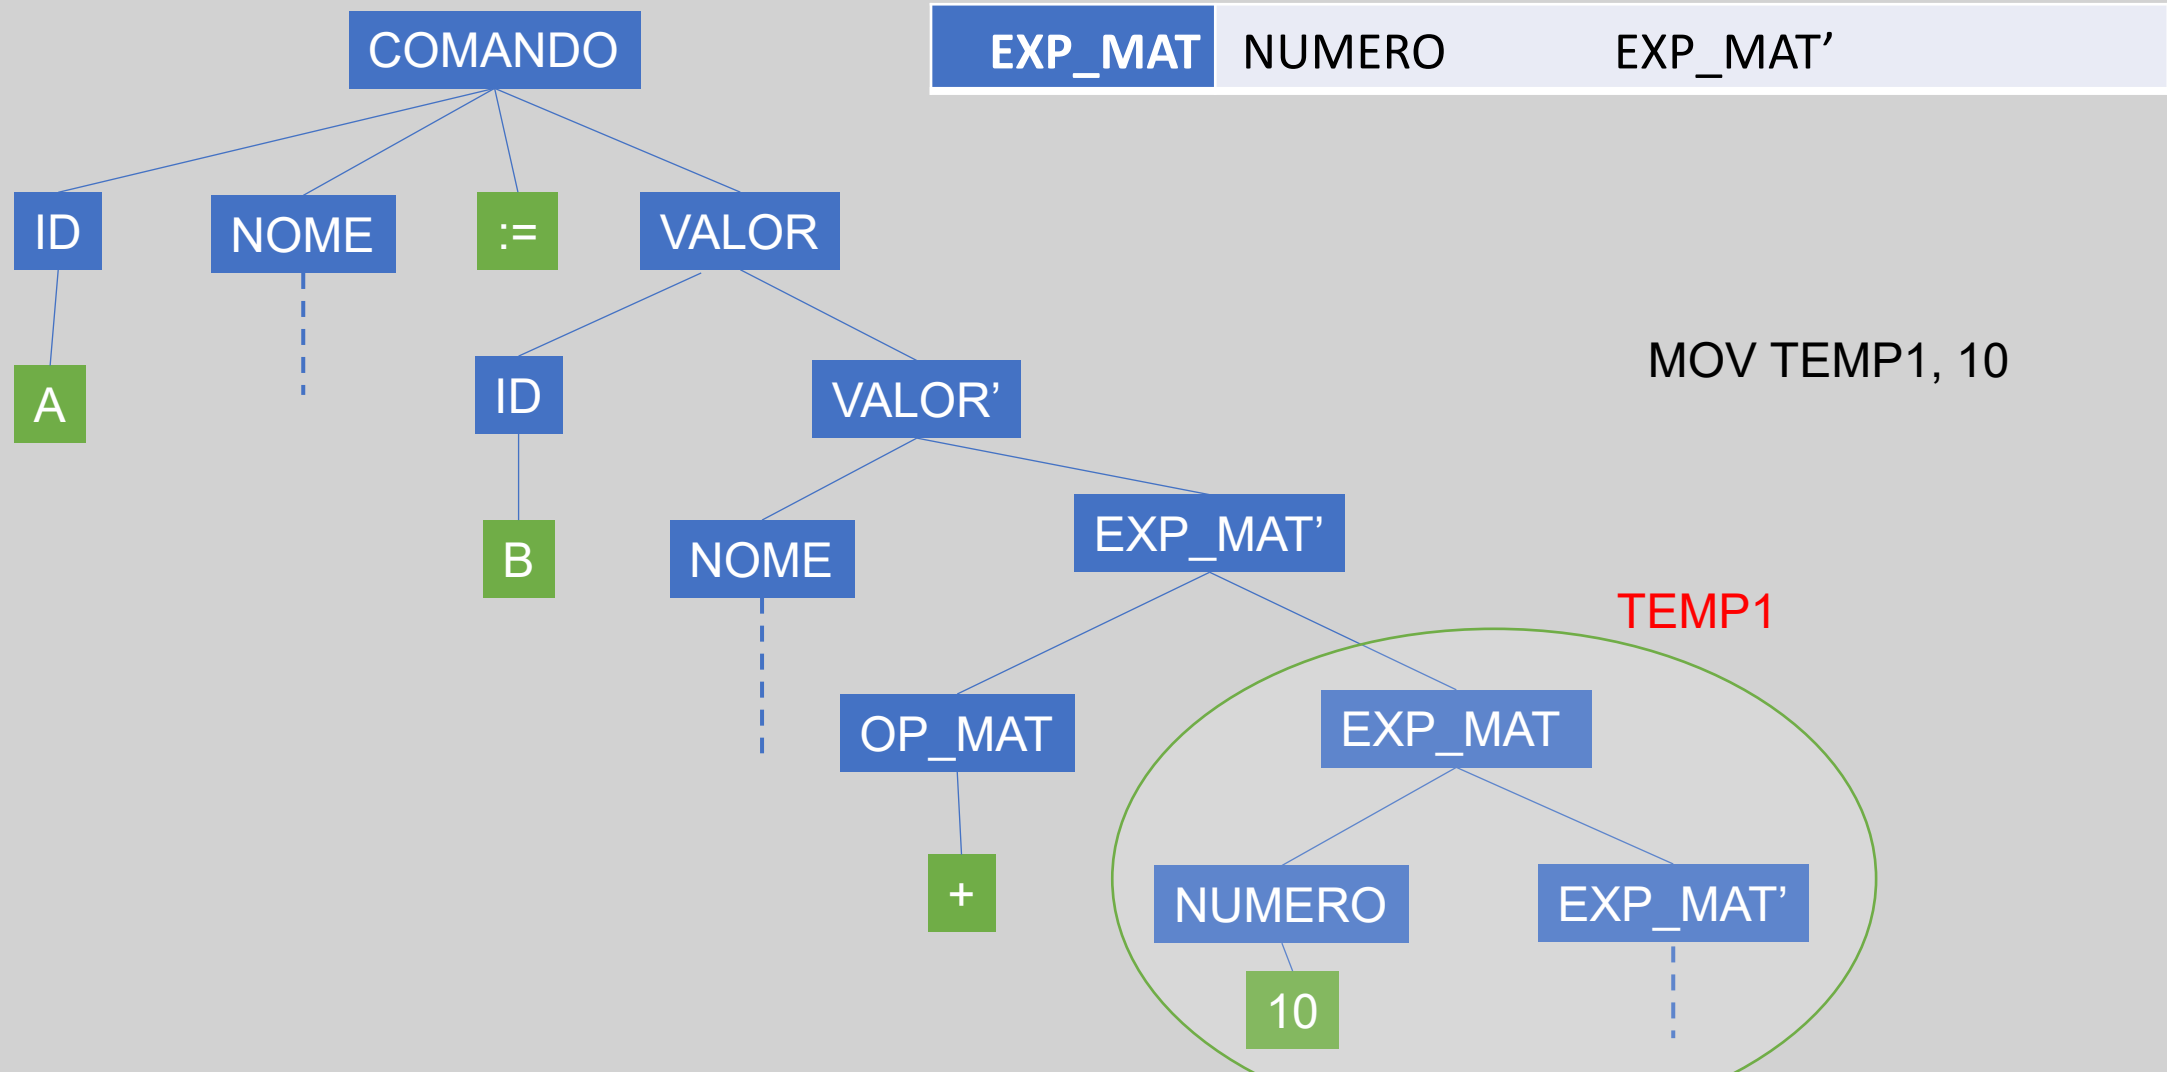 COMANDO
EXP_MAT NUMERO EXP_MAT’
ID NOME := VALOR
A
ID VALOR’
MOV TEMP1, 10
B NOME EXP_MAT’
TEMP1
OP_MAT EXP_MAT
+ NUMERO EXP_MAT’
10